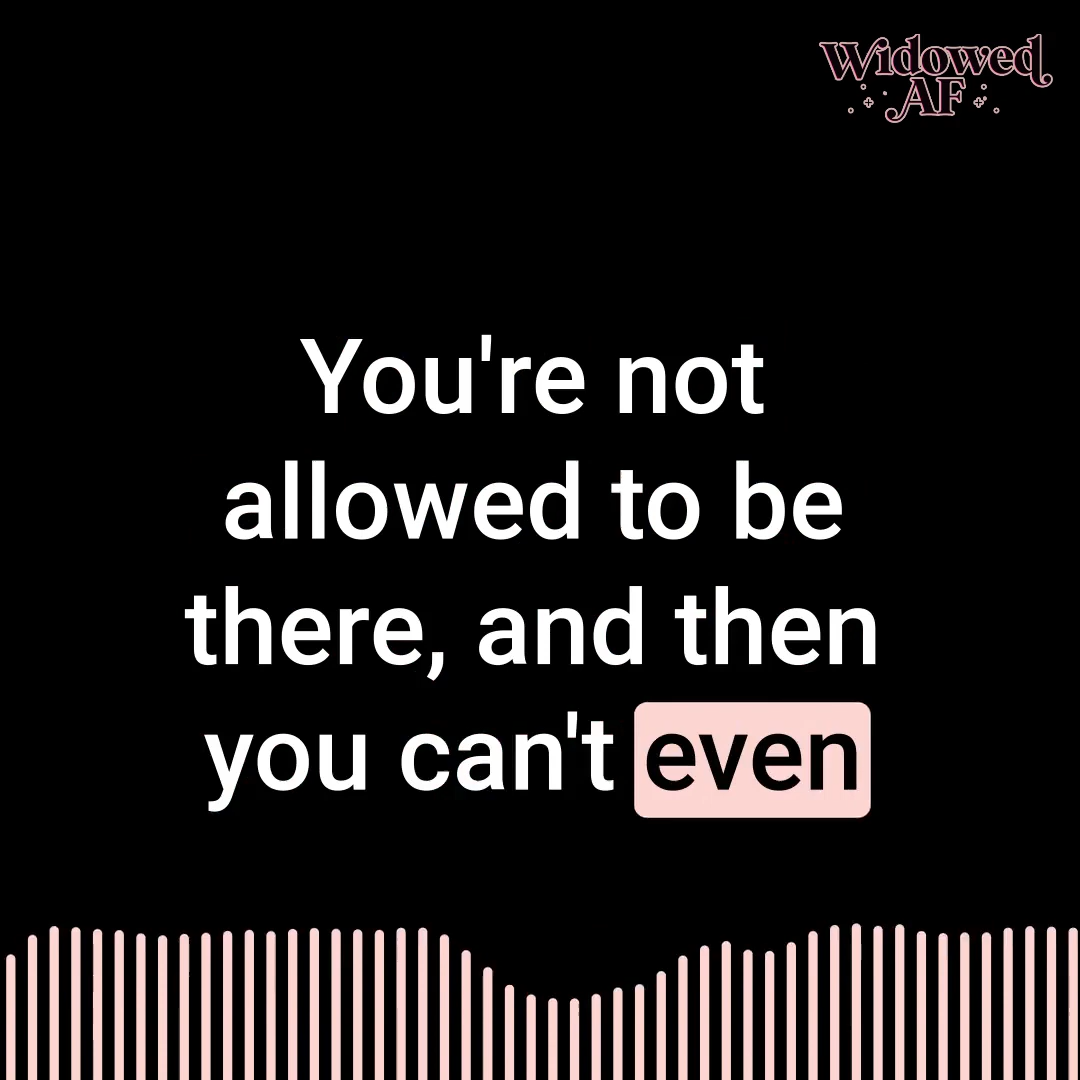 Widowed
AF
You're not
allowed to be
there, and then
you can't even